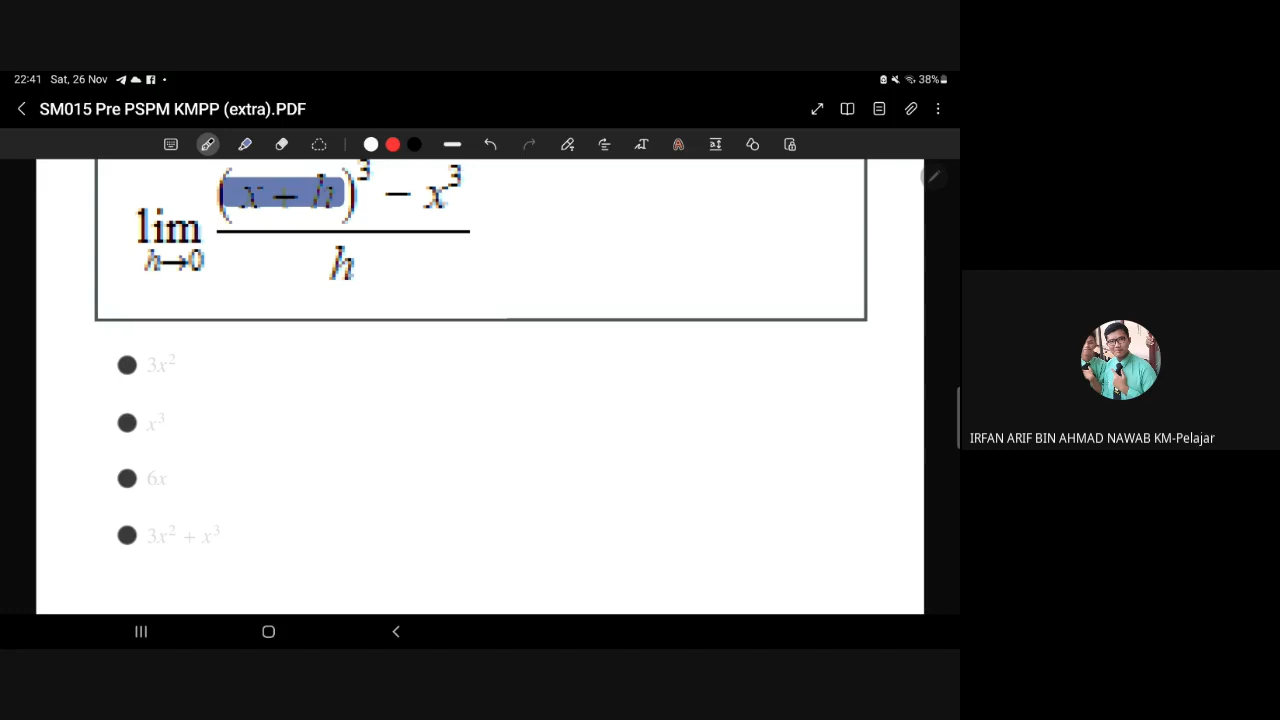 22:41 Sat, 26 Nov 38%
SM015 Pre PSPM KMPP (extra).PDF
lim h→0 ((x + h)³ − x³) / h
3x²
x³
6x
3x² + x³
IRFAN ARIF BIN AHMAD NAWAB KM-Pelajar